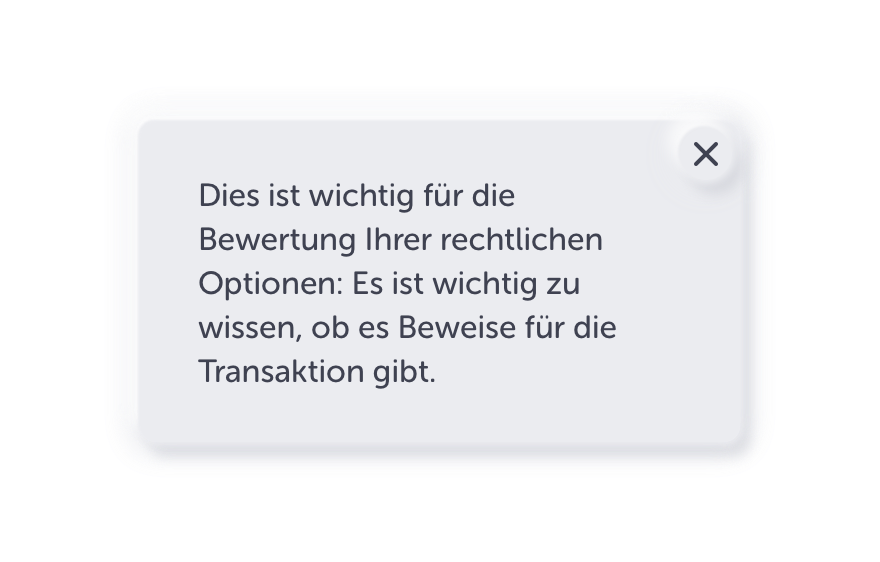 Dies ist wichtig für die
Bewertung Ihrer rechtlichen
Optionen: Es ist wichtig zu
wissen, ob es Beweise für die
Transaktion gibt.